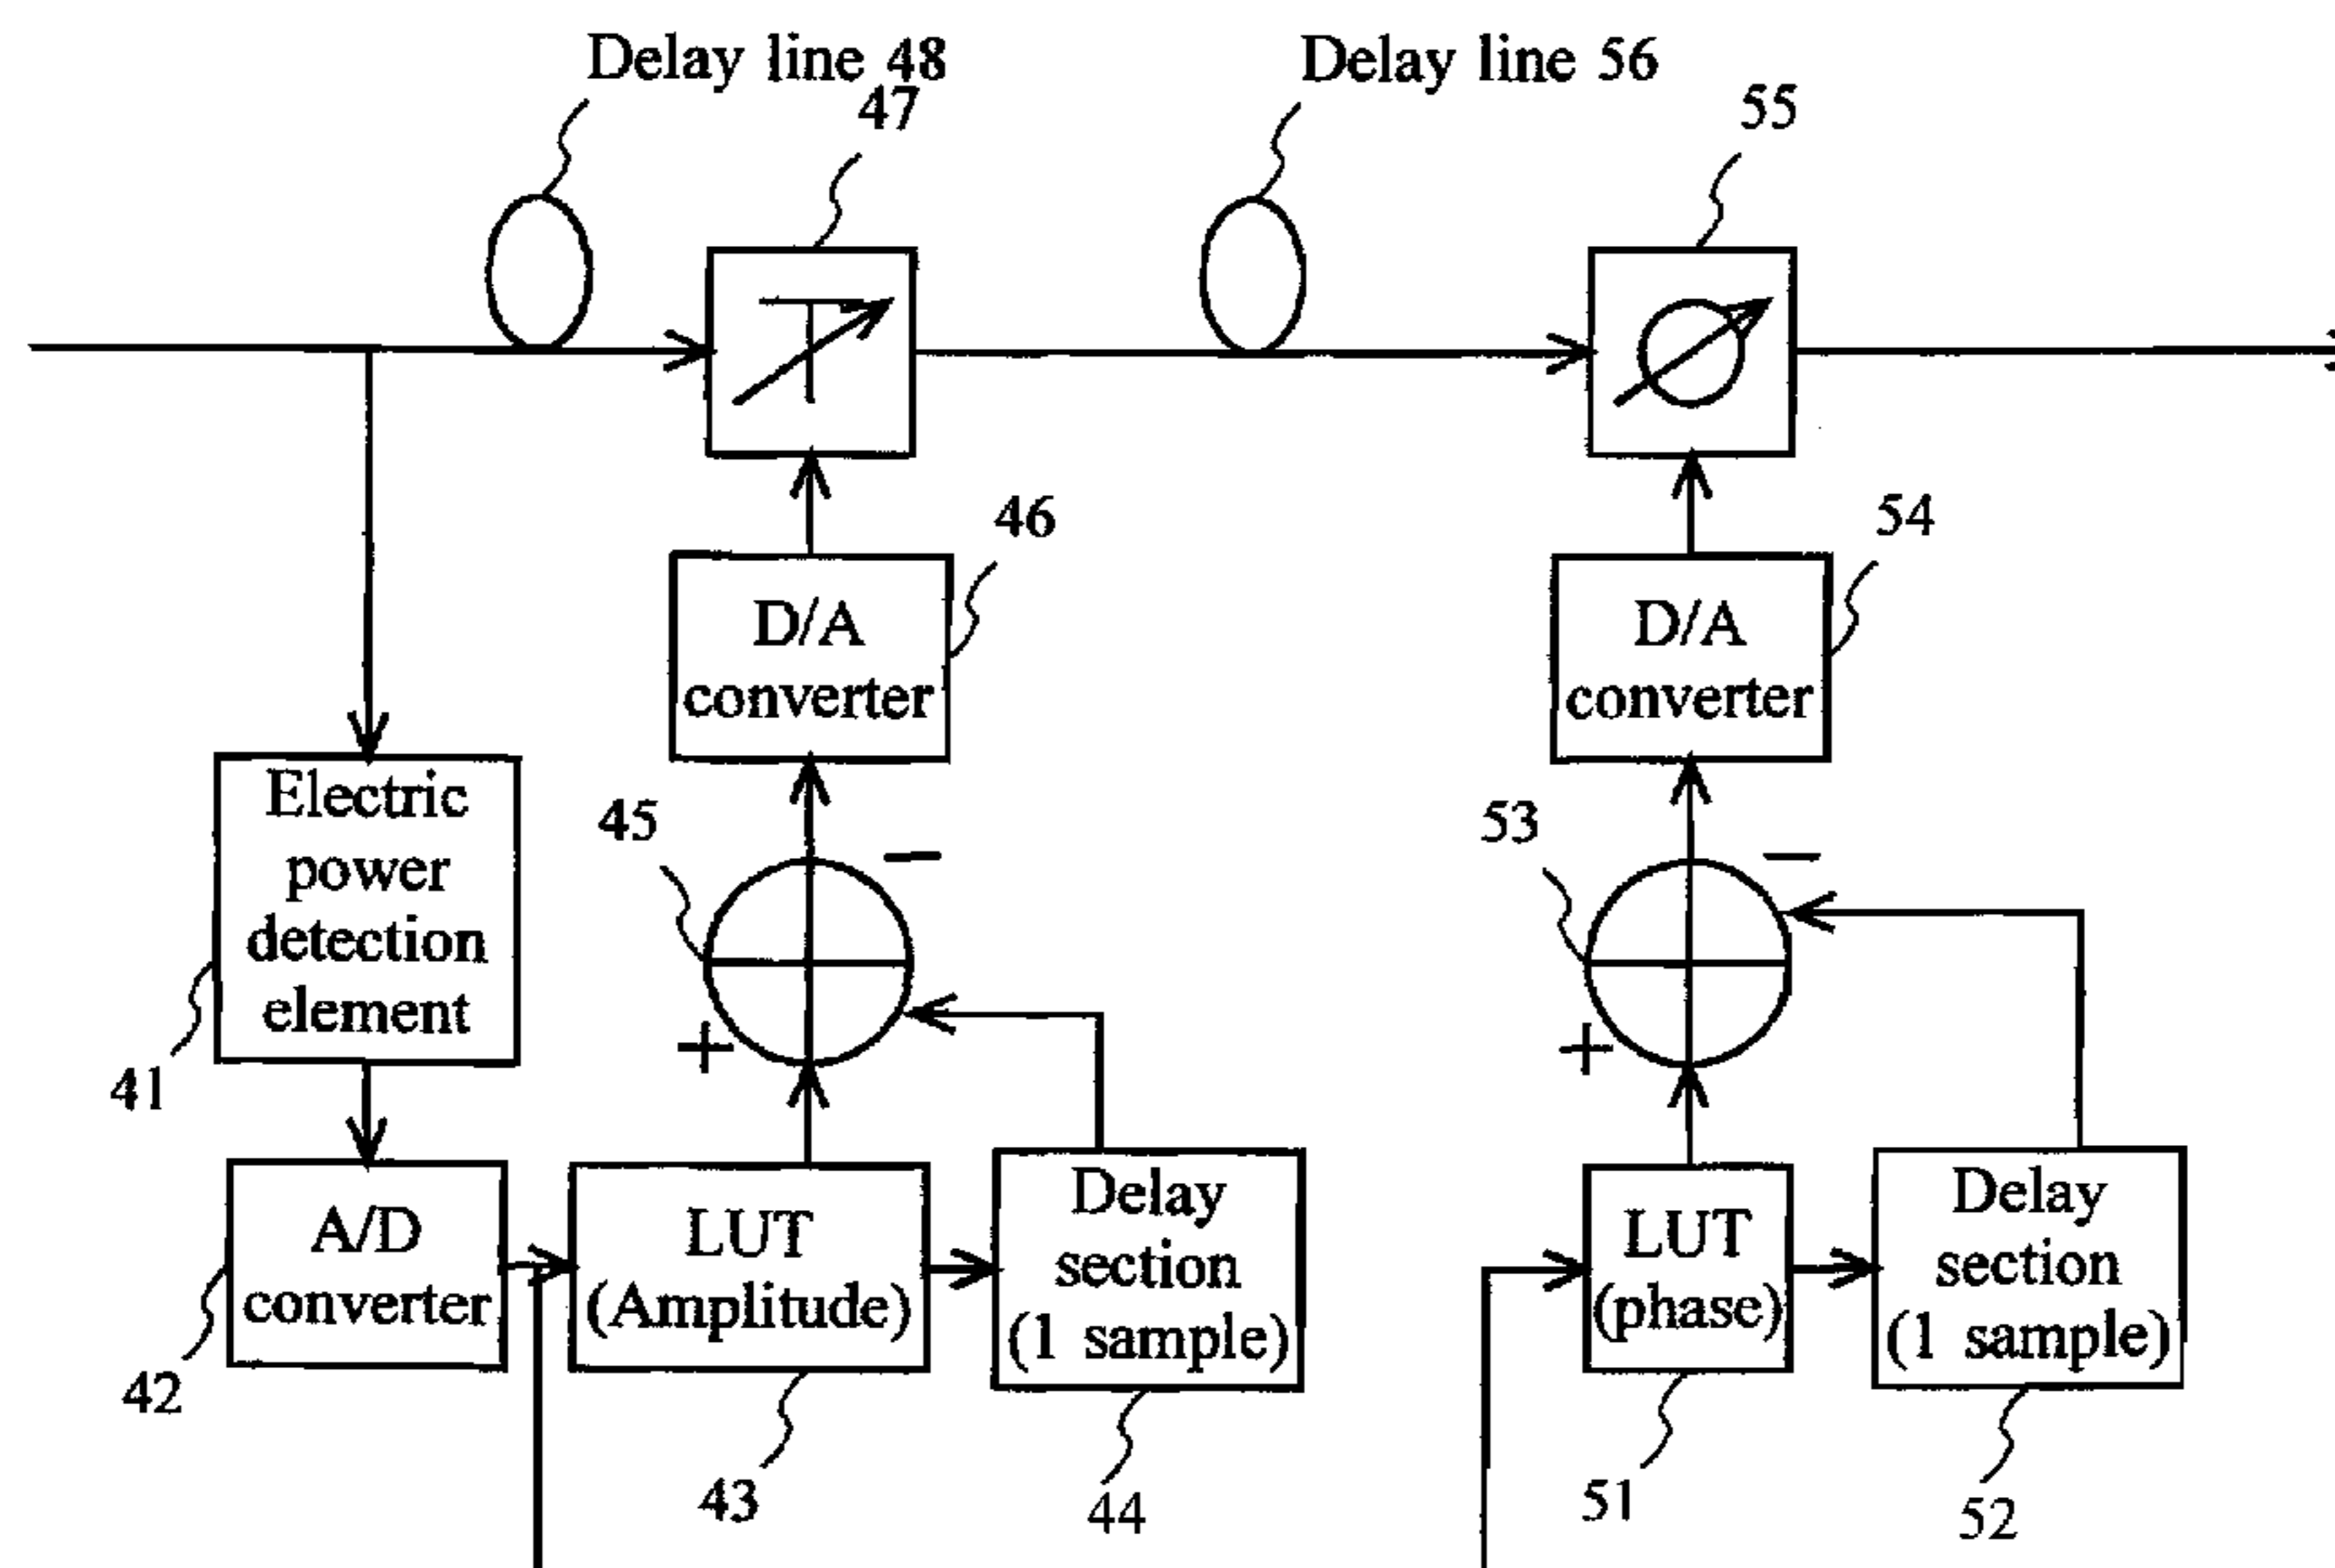 Delay line 48
47
Delay line 56
55
46
54
D/A
converter
D/A
converter
Electric
power
detection
element
45
−
53
−
41
+
+
A/D
converter
LUT
(Amplitude)
Delay
section
(1 sample)
LUT
(phase)
Delay
section
(1 sample)
42
43
44
51
52